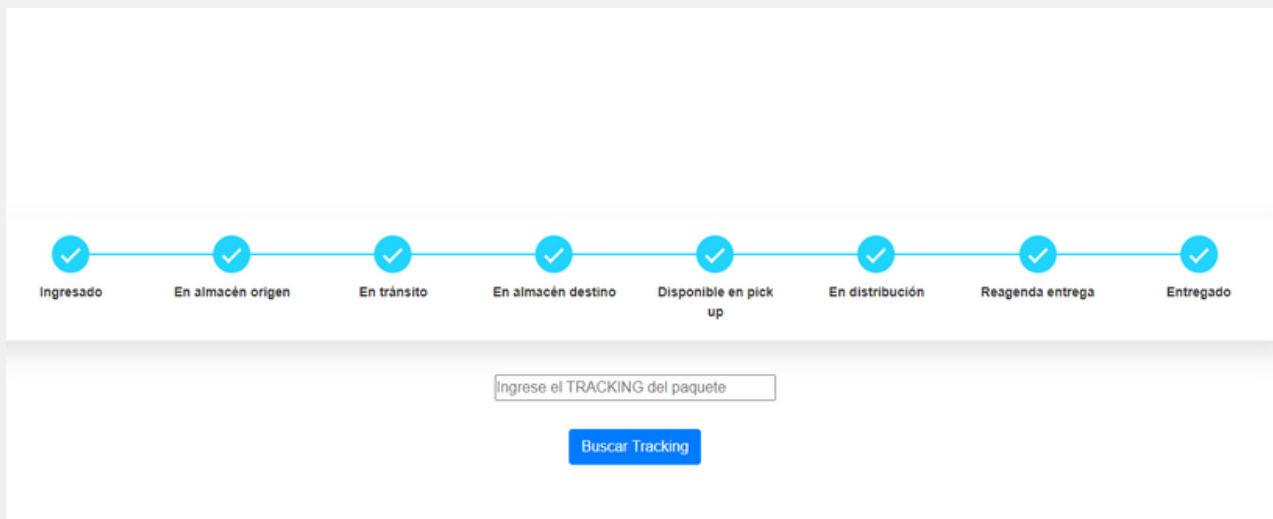 Ingresado
En almacén origen
En tránsito
En almacén destino
Disponible en pick
up
En distribución
Reagenda entrega
Entregado
Ingrese el TRACKING del paquete
Buscar Tracking